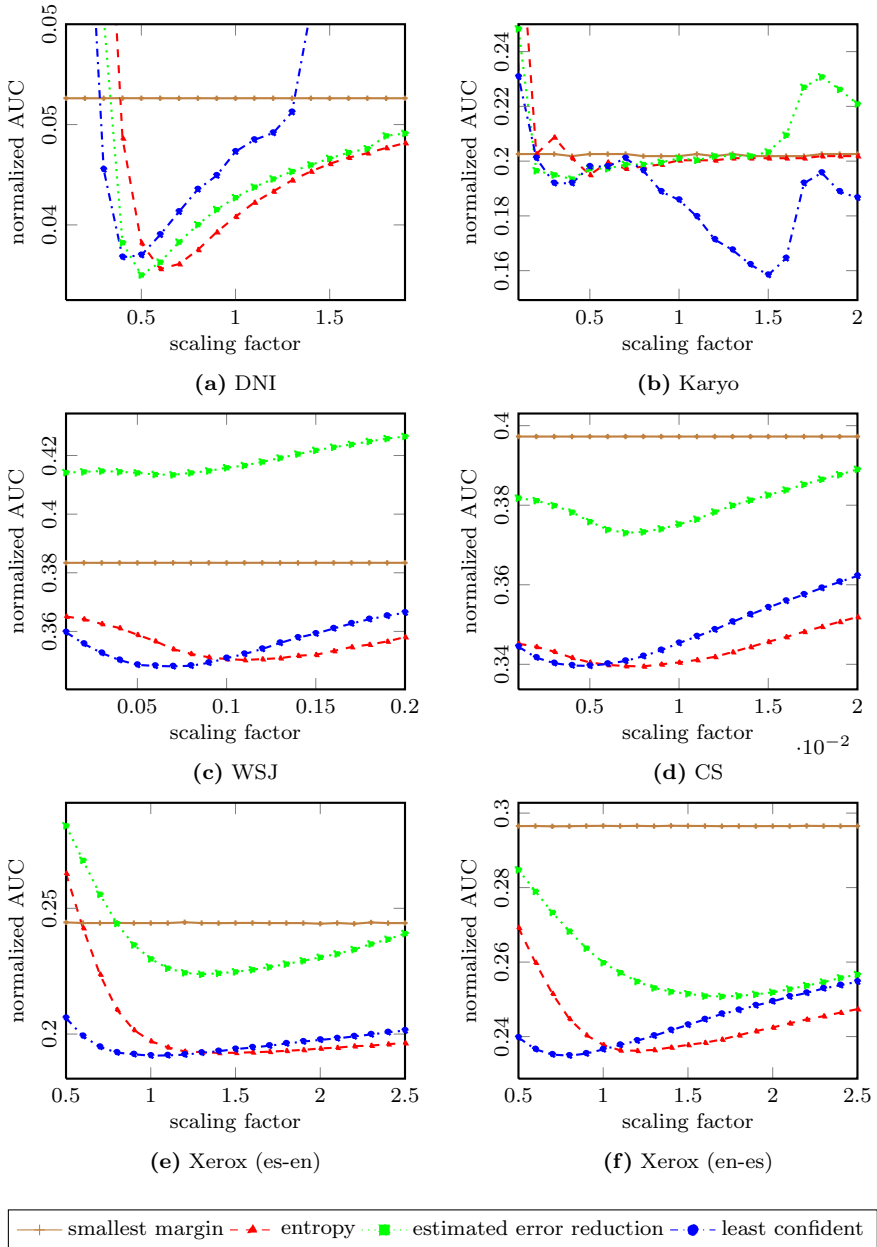 0.05
0.05
0.04
normalized AUC
0.5
1
1.5
scaling factor
(a) DNI
0.24
0.22
0.2
0.18
0.16
normalized AUC
0.5
1
1.5
2
scaling factor
(b) Karyo
0.42
0.4
0.38
0.36
normalized AUC
0.05
0.1
0.15
0.2
scaling factor
(c) WSJ
0.4
0.38
0.36
0.34
normalized AUC
0.5
1
1.5
2
scaling factor
·10−2
(d) CS
0.25
0.2
normalized AUC
0.5
1
1.5
2
2.5
scaling factor
(e) Xerox (es-en)
0.3
0.28
0.26
0.24
normalized AUC
0.5
1
1.5
2
2.5
scaling factor
(f) Xerox (en-es)
smallest margin entropy estimated error reduction least confident